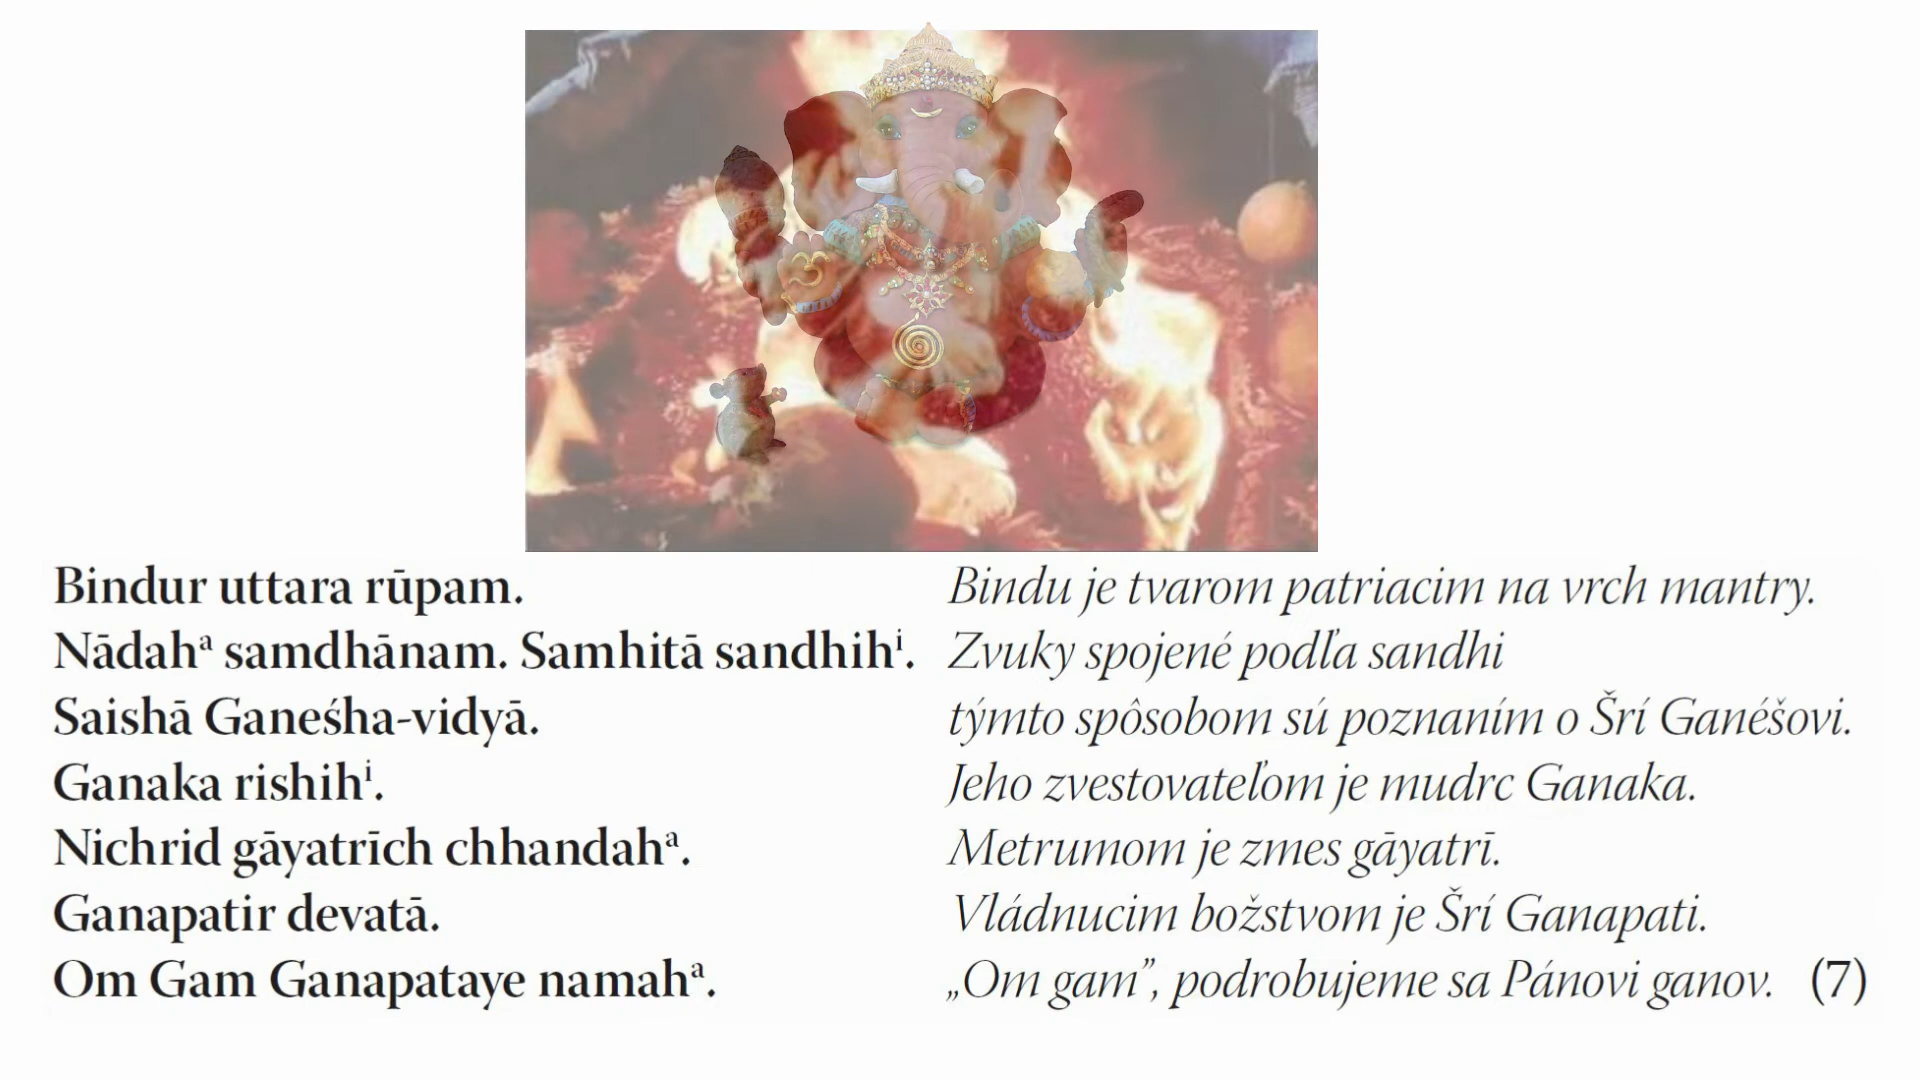 Bindur uttara rūpam.
Bindu je tvarom patriacim na vrch mantry.
Nādahᵃ samdhānam. Samhitā sandhihⁱ.
Zvuky spojené podľa sandhi
Saishā Ganeśha-vidyā.
týmto spôsobom sú poznaním o Šrí Ganéšovi.
Ganaka rishihⁱ.
Jeho zvestovateľom je mudrc Ganaka.
Nichrid gāyatrīch chhandahᵃ.
Metrumom je zmes gāyatrī.
Ganapatir devatā.
Vládnucim božstvom je Šrí Ganapati.
Om Gam Ganapataye namahᵃ.
„Om gam”, podrobujeme sa Pánovi ganov. (7)